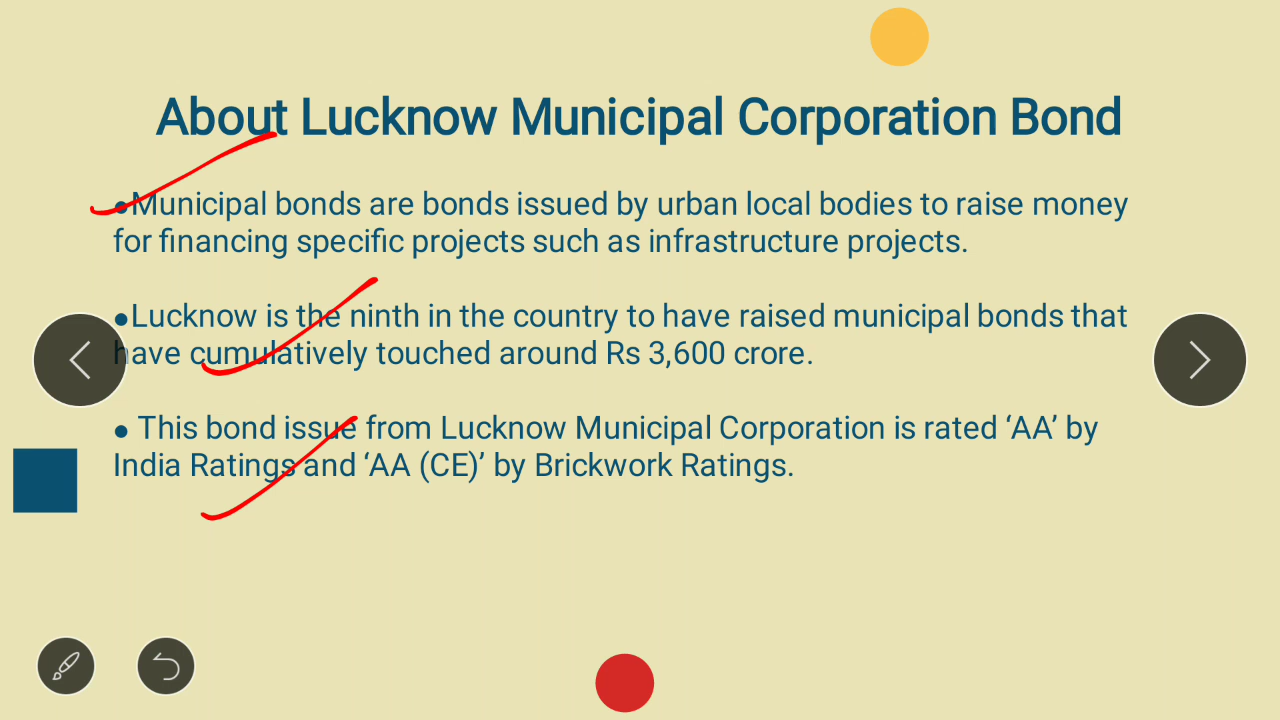 About Lucknow Municipal Corporation Bond
●Municipal bonds are bonds issued by urban local bodies to raise money
for financing specific projects such as infrastructure projects.
●Lucknow is the ninth in the country to have raised municipal bonds that
have cumulatively touched around Rs 3,600 crore.
● This bond issue from Lucknow Municipal Corporation is rated ‘AA’ by
India Ratings and ‘AA (CE)’ by Brickwork Ratings.